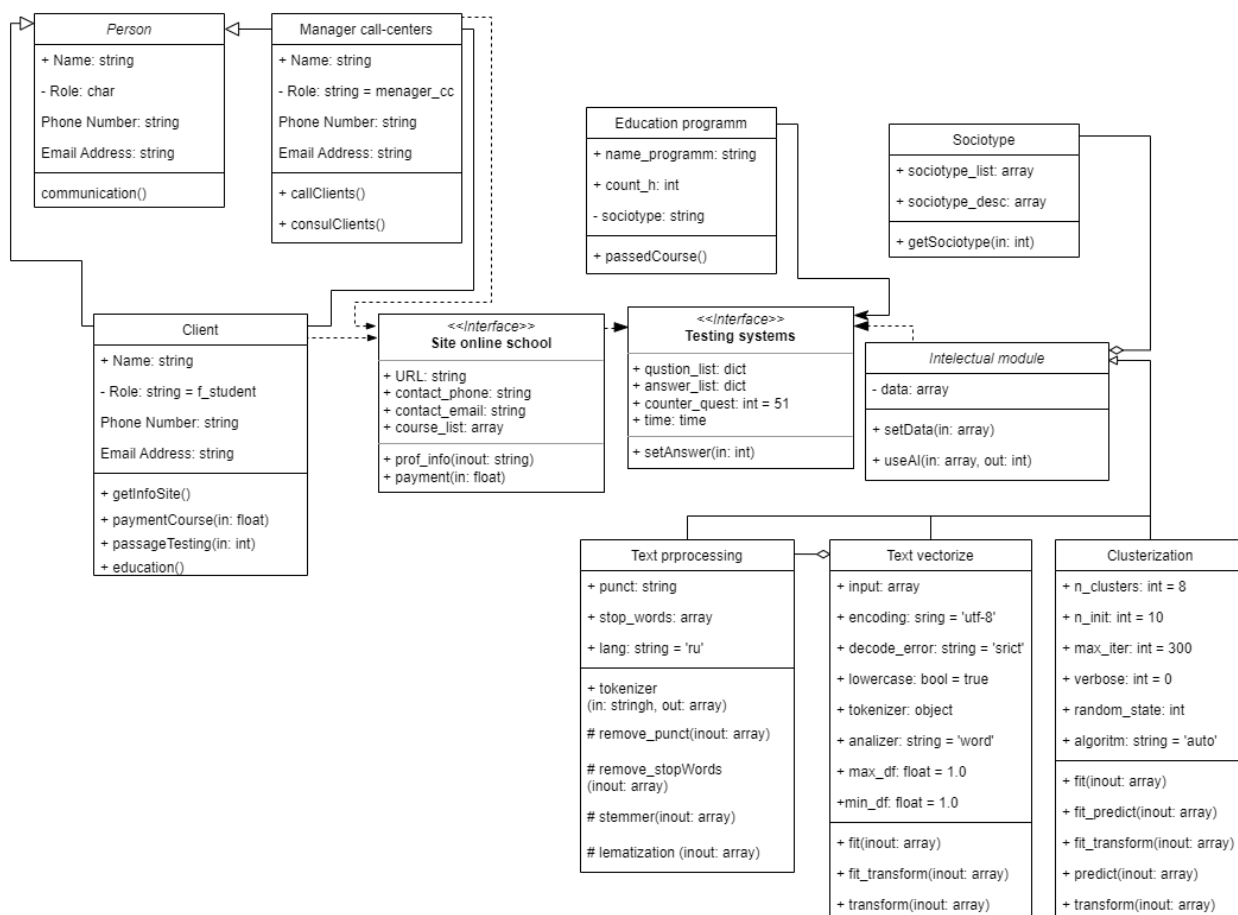 Person
+ Name: string
- Role: char
Phone Number: string
Email Address: string
communication()
Manager call-centers
+ Name: string
- Role: string = menager_cc
Phone Number: string
Email Address: string
+ callClients()
+ consulClients()
Education programm
+ name_programm: string
+ count_h: int
- sociotype: string
+ passedCourse()
Sociotype
+ sociotype_list: array
+ sociotype_desc: array
+ getSociotype(in: int)
Client
+ Name: string
- Role: string = f_student
Phone Number: string
Email Address: string
+ getInfoSite()
+ paymentCourse(in: float)
+ passageTesting(in: int)
+ education()
<<Interface>>
Site online school
+ URL: string
+ contact_phone: string
+ contact_email: string
+ course_list: array
+ prof_info(inout: string)
+ payment(in: float)
<<Interface>>
Testing systems
+ qustion_list: dict
+ answer_list: dict
+ counter_quest: int = 51
+ time: time
+ setAnswer(in: int)
Intelectual module
- data: array
+ setData(in: array)
+ useAI(in: array, out: int)
Text prprocessing
+ punct: string
+ stop_words: array
+ lang: string = 'ru'
+ tokenizer
(in: stringh, out: array)
# remove_punct(inout: array)
# remove_stopWords
(inout: array)
# stemmer(inout: array)
# lematization (inout: array)
Text vectorize
+ input: array
+ encoding: sring = 'utf-8'
+ decode_error: string = 'srict'
+ lowercase: bool = true
+ tokenizer: object
+ analizer: string = 'word'
+ max_df: float = 1.0
+min_df: float = 1.0
+ fit(inout: array)
+ fit_transform(inout: array)
+ transform(inout: array)
Clusterization
+ n_clusters: int = 8
+ n_init: int = 10
+ max_iter: int = 300
+ verbose: int = 0
+ random_state: int
+ algoritm: string = 'auto'
+ fit(inout: array)
+ fit_predict(inout: array)
+ fit_transform(inout: array)
+ predict(inout: array)
+ transform(inout: array)